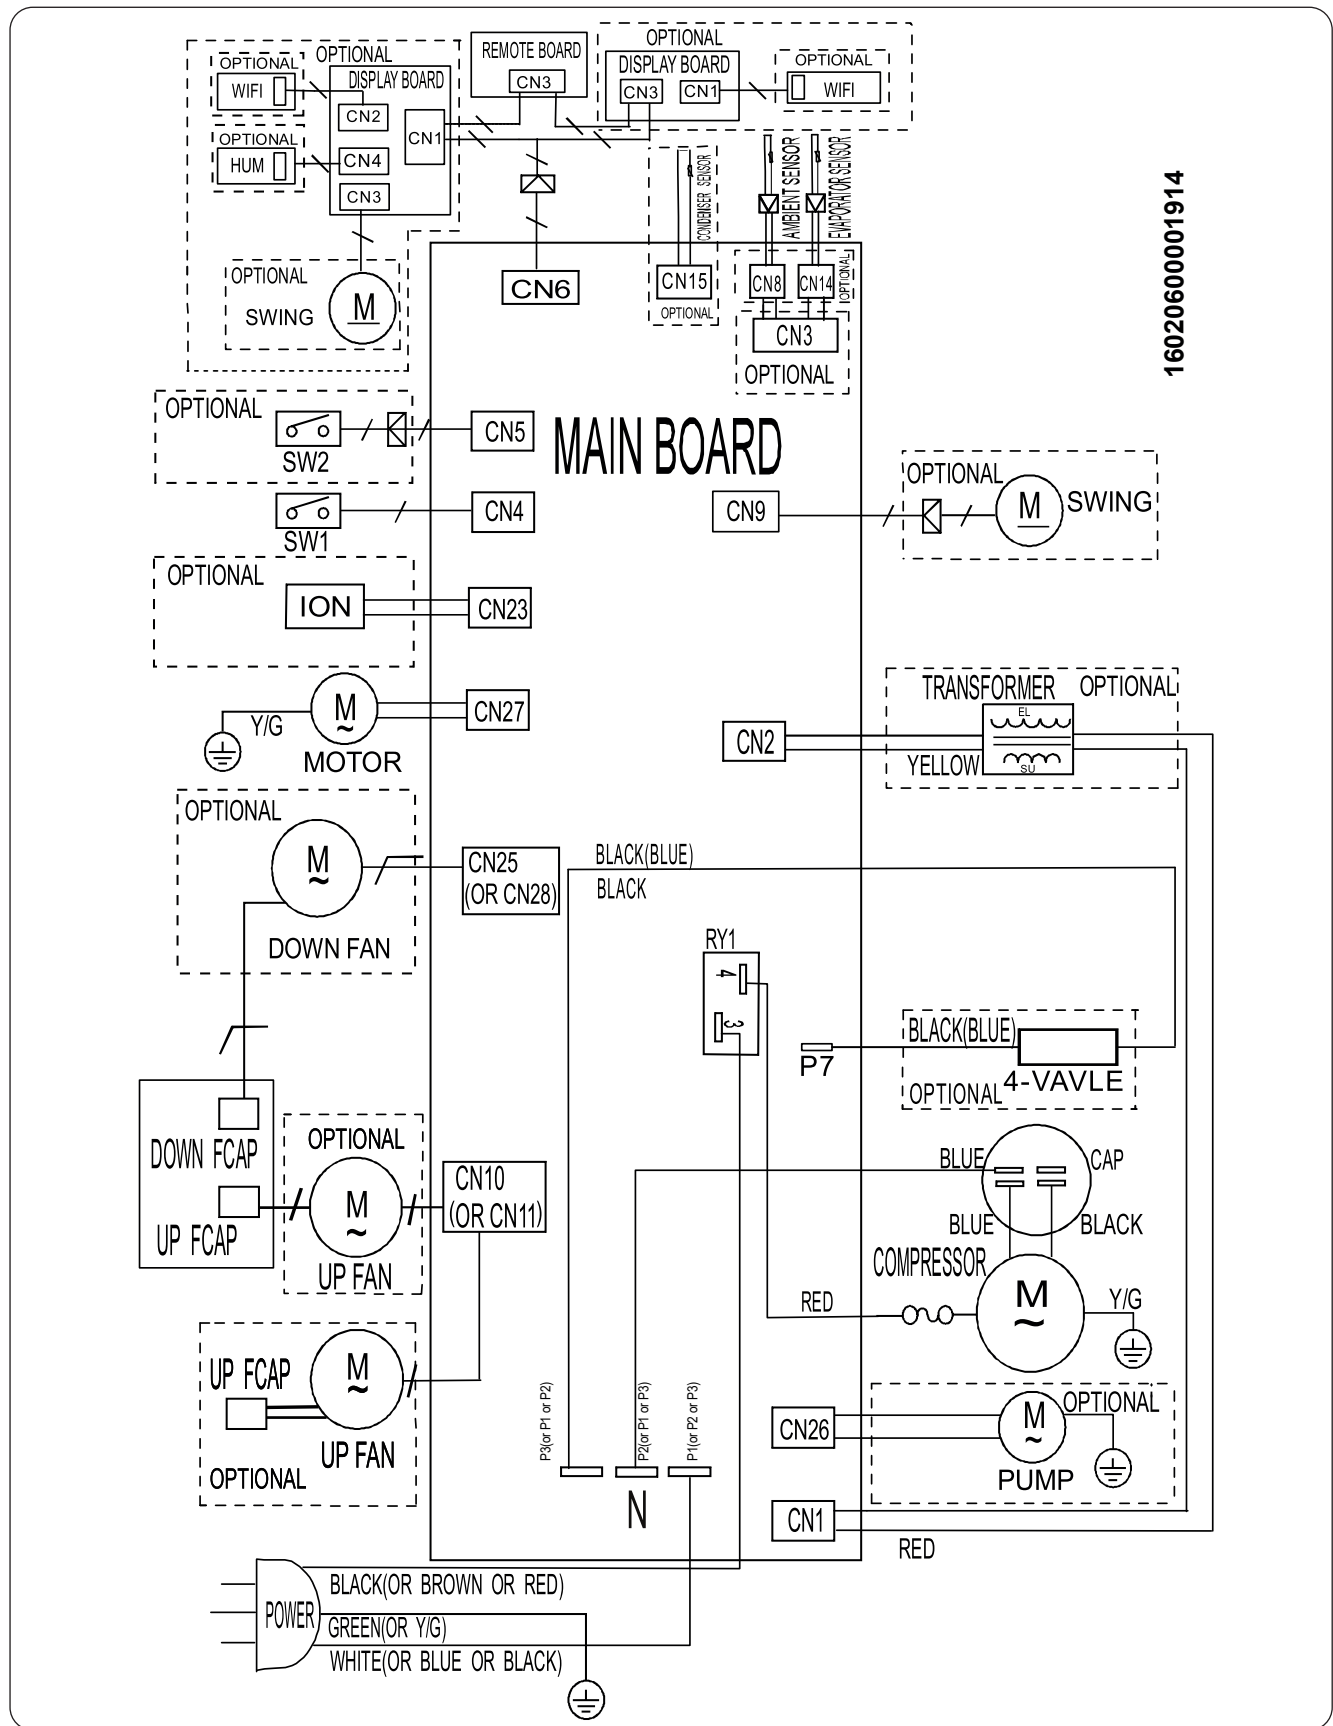 OPTIONAL
WIFI
OPTIONAL
DISPLAY BOARD
CN2
CN1
OPTIONAL
HUM
CN4
CN3
OPTIONAL
SWING
M
REMOTE BOARD
CN3
OPTIONAL
DISPLAY BOARD
CN3
CN1
OPTIONAL
WIFI
CN6
CONDENSER SENSOR
CN15
OPTIONAL
AMBIENT SENSOR
EVAPORATOR SENSOR
CN8
CN14
OPTIONAL
CN3
OPTIONAL
1602060001914
OPTIONAL
SW2
CN5
MAIN BOARD
SW1
CN4
CN9
OPTIONAL
M
SWING
OPTIONAL
ION
CN23
M
~
Y/G
MOTOR
CN27
CN2
TRANSFORMER
OPTIONAL
EL
YELLOW
SU
OPTIONAL
M
~
DOWN FAN
CN25
(OR CN28)
BLACK(BLUE)
BLACK
RY1
4
3
P7
BLACK(BLUE)
OPTIONAL
4-VAVLE
DOWN FCAP
UP FCAP
OPTIONAL
M
~
UP FAN
CN10
(OR CN11)
BLUE
CAP
BLUE
BLACK
COMPRESSOR
M
~
RED
Y/G
UP FCAP
M
~
UP FAN
OPTIONAL
P3(or P1 or P2)
P2(or P1 or P3)
P1(or P2 or P3)
N
CN26
M
~
OPTIONAL
PUMP
CN1
RED
POWER
BLACK(OR BROWN OR RED)
GREEN(OR Y/G)
WHITE(OR BLUE OR BLACK)